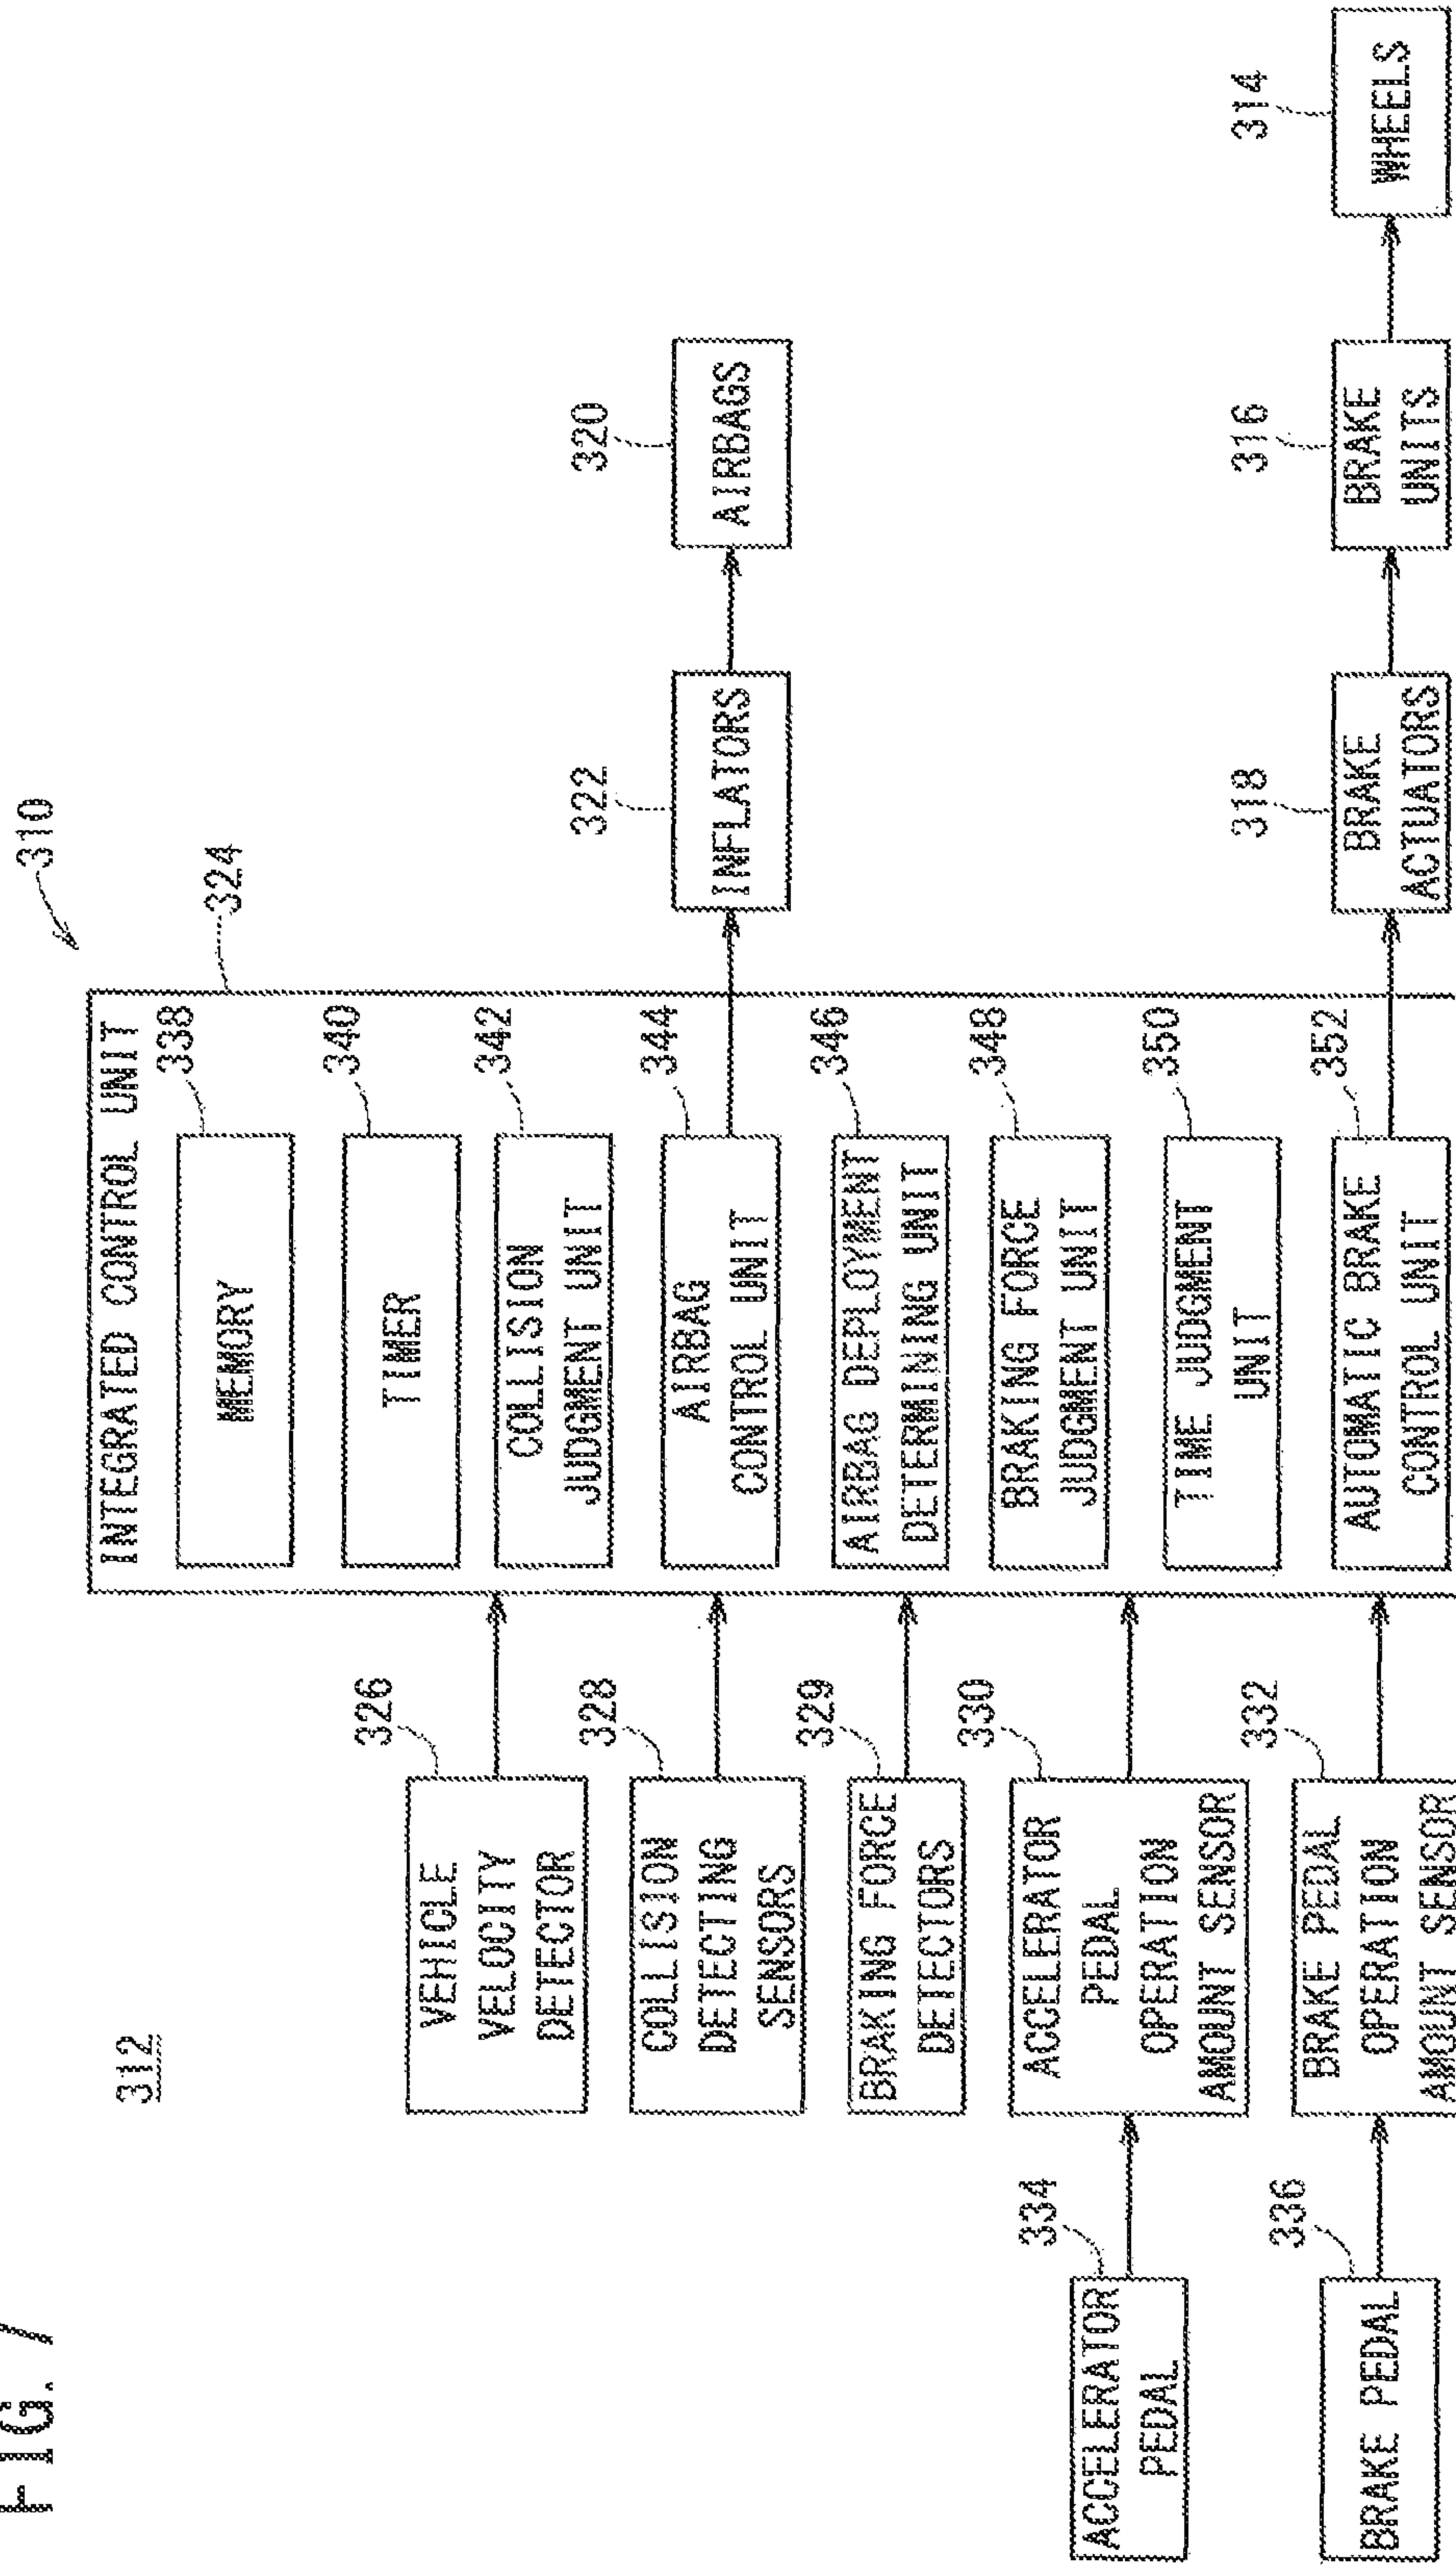 FIG. 7
312
310
324
INTEGRATED CONTROL UNIT
338
MEMORY
340
TIMER
326
VEHICLE
VELOCITY
DETECTOR
342
COLLISION
JUDGMENT UNIT
328
COLLISION
DETECTING
SENSORS
344
AIRBAG
CONTROL UNIT
322
INFLATORS
320
AIRBAGS
329
BRAKING FORCE
DETECTORS
346
AIRBAG DEPLOYMENT
DETERMINING UNIT
348
BRAKING FORCE
JUDGMENT UNIT
334
ACCELERATOR
PEDAL
330
ACCELERATOR
PEDAL
OPERATION
AMOUNT SENSOR
350
TIME JUDGMENT
UNIT
336
BRAKE PEDAL
332
BRAKE PEDAL
OPERATION
AMOUNT SENSOR
352
AUTOMATIC BRAKE
CONTROL UNIT
318
BRAKE
ACTUATORS
316
BRAKE
UNITS
314
WHEELS